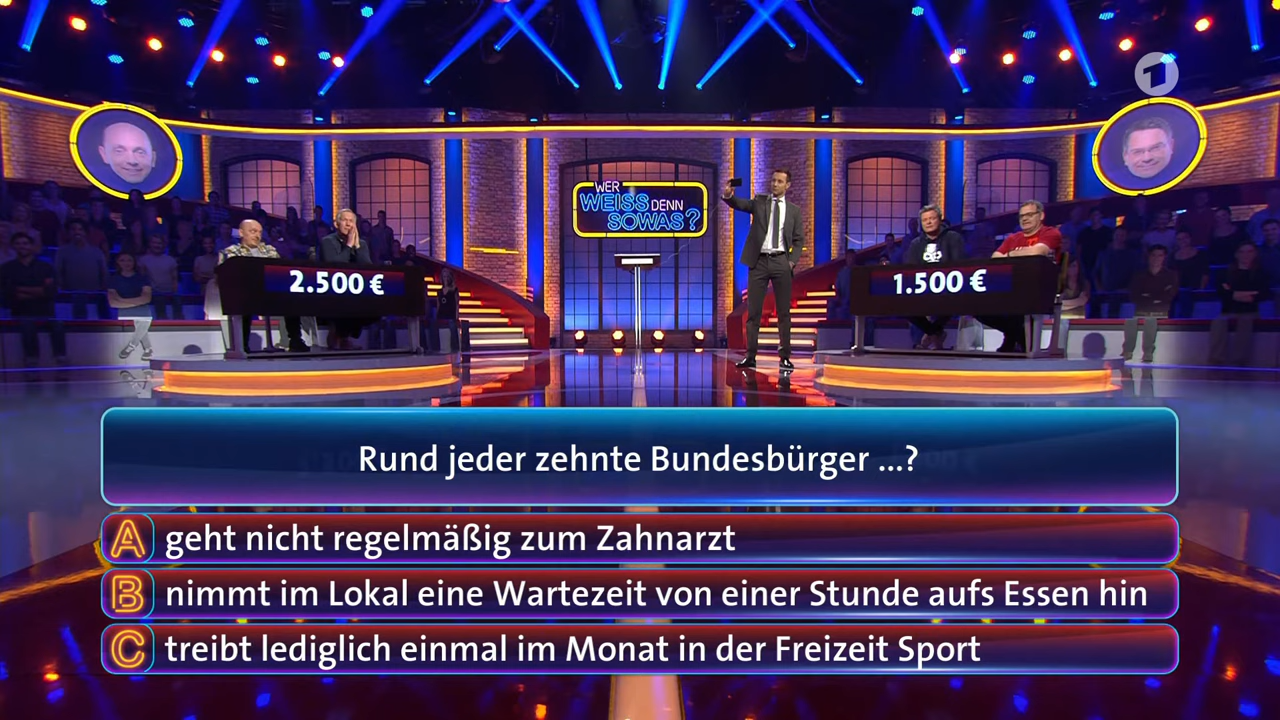 1
WER
WEISS DENN
SOWAS?
2.500 €
1.500 €
Rund jeder zehnte Bundesbürger ...?
A geht nicht regelmäßig zum Zahnarzt
B nimmt im Lokal eine Wartezeit von einer Stunde aufs Essen hin
C treibt lediglich einmal im Monat in der Freizeit Sport